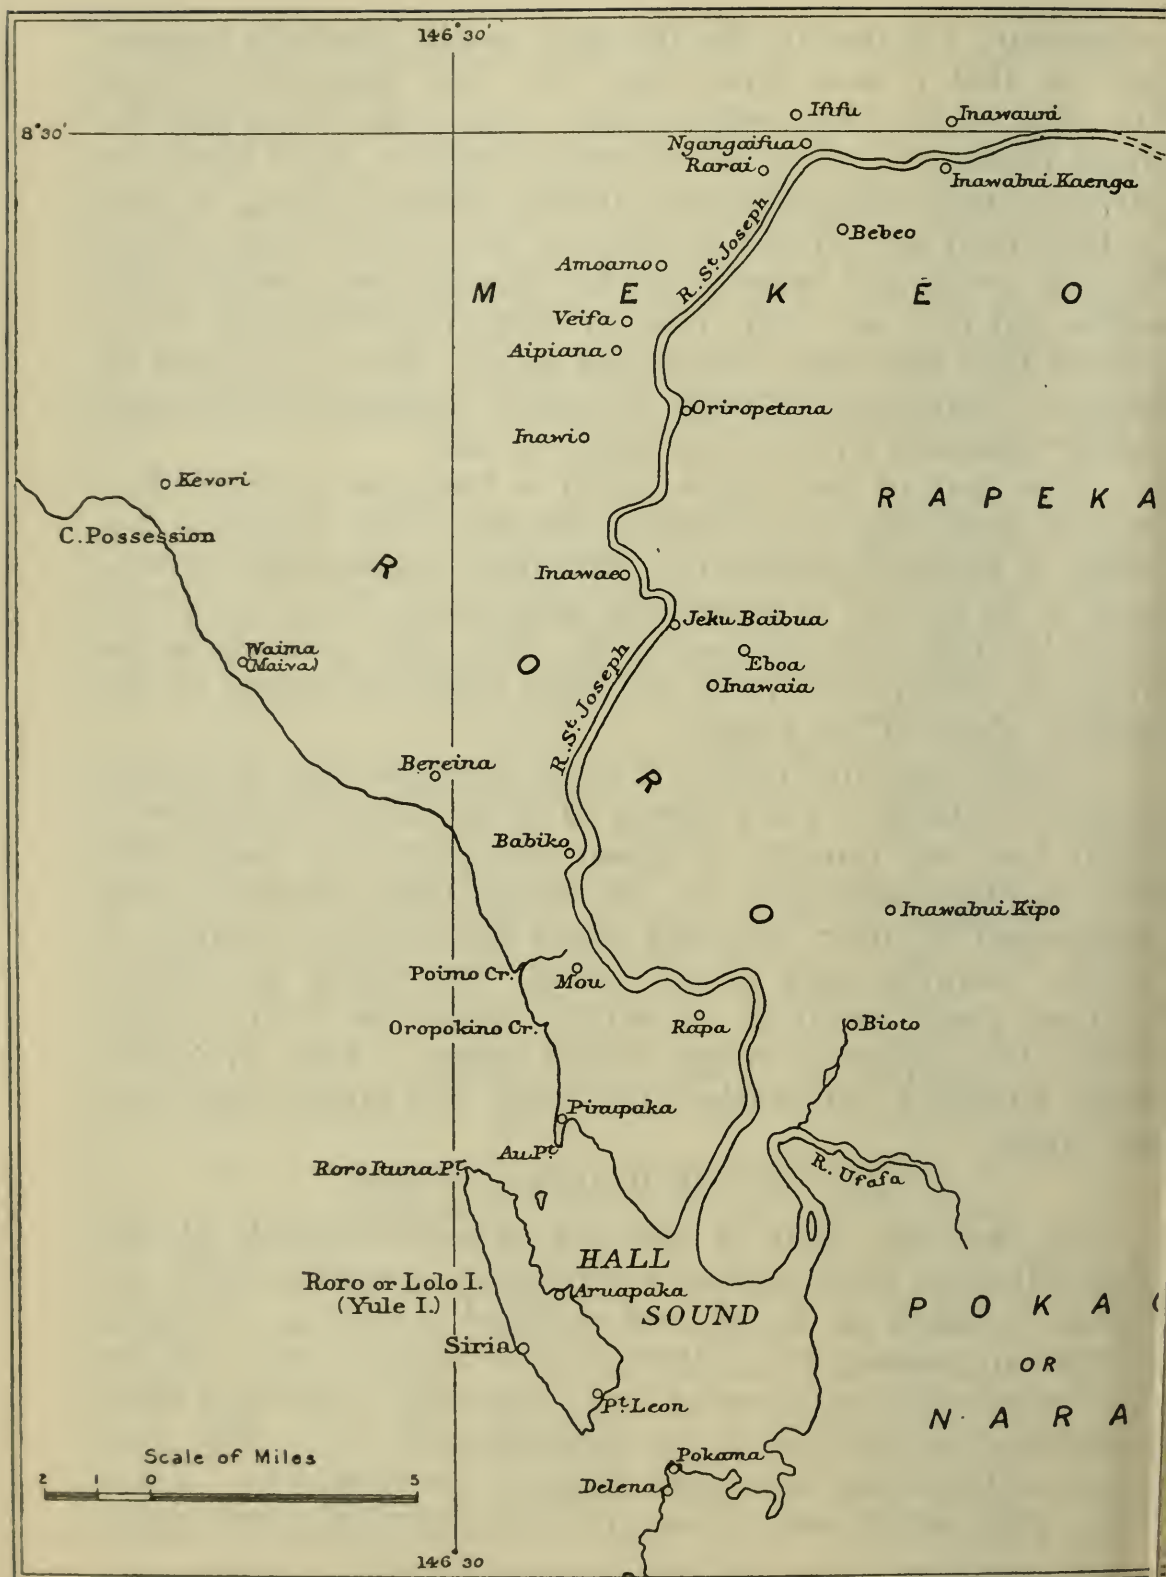 146°30'
8°30'
Ififu
Inawauni
Ngangaifua
Rarai
Inawabui Kaenga
R. St. Joseph
Bebeo
Amoamo
M E K E O
Veifa
Aipiana
Oriropetana
Inawi
Kevori
R A P E K A
C. Possession
R O R O
Inawae
Jeku Baibua
Waima
(Maiva)
Eboa
Inawaia
R. St. Joseph
Bereina
Babiko
Inawabui Kipo
Poimo Cr.
Mou
Oropokino Cr.
Rapa
Bioto
Pinupaka
Au Pt.
Roro Ituna Pt.
R. Ufafa
HALL
SOUND
Roro or Lolo I.
(Yule I.)
Aruapaka
P O K A
OR
N A R A
Siria
Pt. Leon
Scale of Miles
2 1 0 5
Pokama
Delena
146°30